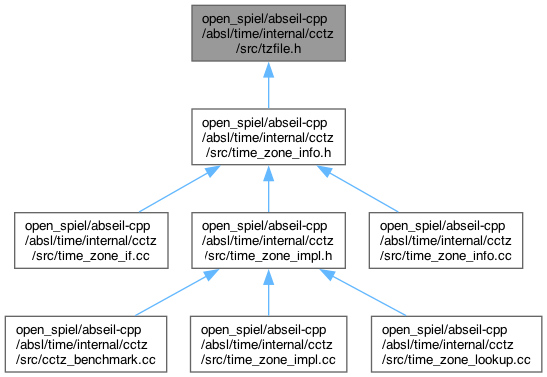 open_spiel/abseil-cpp
/absl/time/internal/cctz
/src/tzfile.h
open_spiel/abseil-cpp
/absl/time/internal/cctz
/src/time_zone_info.h
open_spiel/abseil-cpp
/absl/time/internal/cctz
/src/time_zone_if.cc
open_spiel/abseil-cpp
/absl/time/internal/cctz
/src/time_zone_impl.h
open_spiel/abseil-cpp
/absl/time/internal/cctz
/src/time_zone_info.cc
open_spiel/abseil-cpp
/absl/time/internal/cctz
/src/cctz_benchmark.cc
open_spiel/abseil-cpp
/absl/time/internal/cctz
/src/time_zone_impl.cc
open_spiel/abseil-cpp
/absl/time/internal/cctz
/src/time_zone_lookup.cc